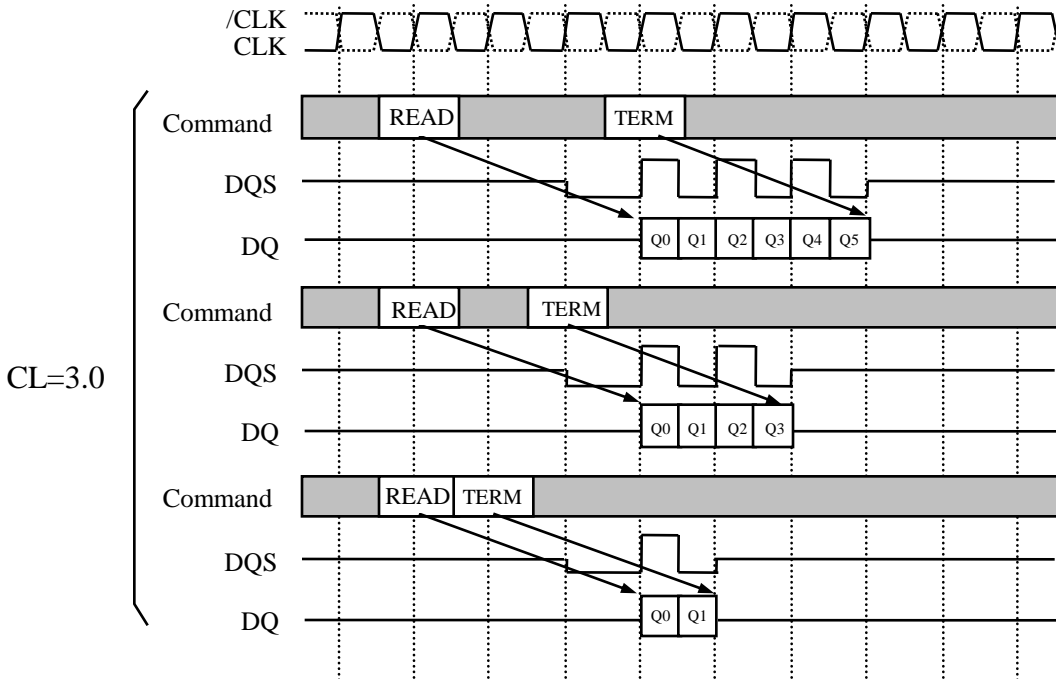 /CLK
CLK
Command READ TERM
DQS
DQ Q0 Q1 Q2 Q3 Q4 Q5
Command READ TERM
DQS
CL=3.0
DQ Q0 Q1 Q2 Q3
Command READ TERM
DQS
DQ Q0 Q1